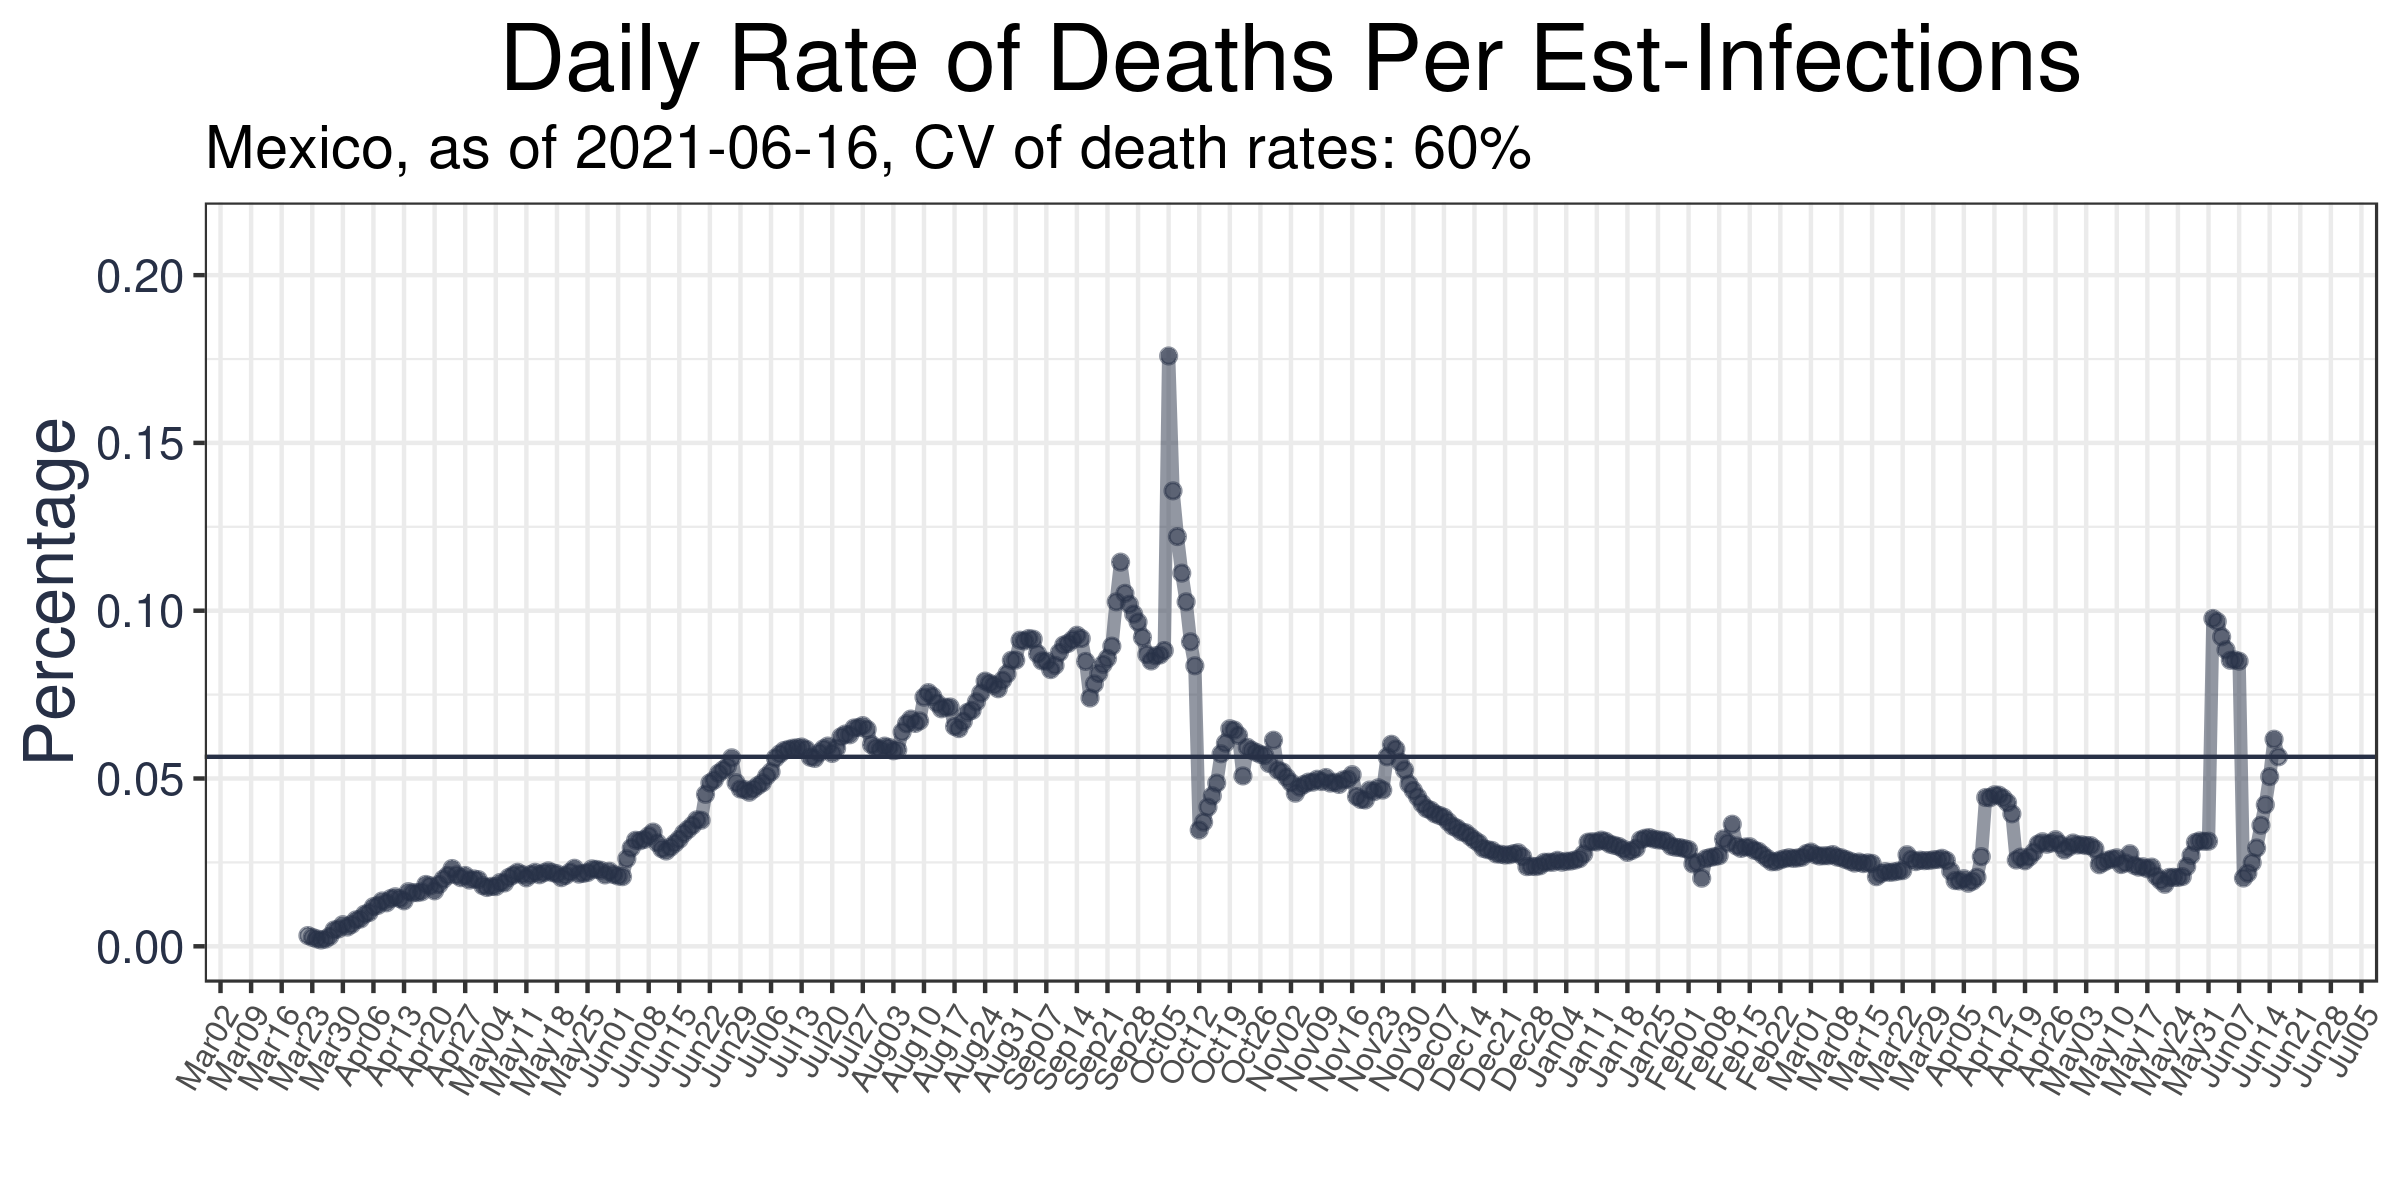 Daily Rate of Deaths Per Est-Infections
Mexico, as of 2021-06-16, CV of death rates: 60%
Percentage
0.20
0.15
0.10
0.05
0.00
Mar02
Mar09
Mar16
Mar23
Mar30
Apr06
Apr13
Apr20
Apr27
May04
May11
May18
May25
Jun01
Jun08
Jun15
Jun22
Jun29
Jul06
Jul13
Jul20
Jul27
Aug03
Aug10
Aug17
Aug24
Aug31
Sep07
Sep14
Sep21
Sep28
Oct05
Oct12
Oct19
Oct26
Nov02
Nov09
Nov16
Nov23
Nov30
Dec07
Dec14
Dec21
Dec28
Jan04
Jan11
Jan18
Jan25
Feb01
Feb08
Feb15
Feb22
Mar01
Mar08
Mar15
Mar22
Mar29
Apr05
Apr12
Apr19
Apr26
May03
May10
May17
May24
May31
Jun07
Jun14
Jun21
Jun28
Jul05